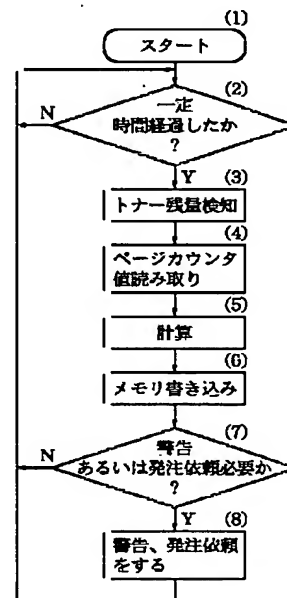 (1)
スタート
(2)
一定
時間経過したか
?
N
Y
(3)
トナー残量検知
(4)
ページカウンタ
値読み取り
(5)
計算
(6)
メモリ書き込み
(7)
警告
あるいは発注依頼必要か
?
N
Y
(8)
警告、発注依頼
をする